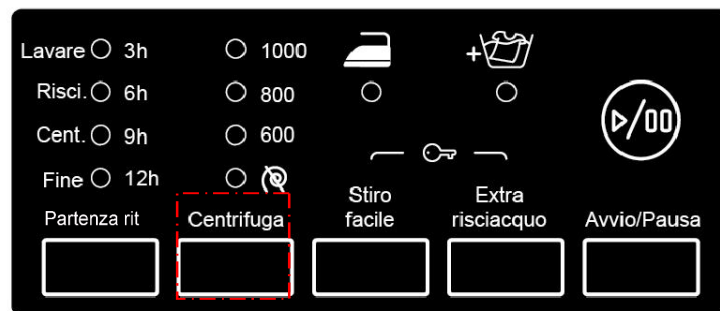 Lavare 3h 1000
Risci. 6h 800
Cent. 9h 600
Fine 12h
Partenza rit Centrifuga Stiro facile Extra risciacquo Avvio/Pausa